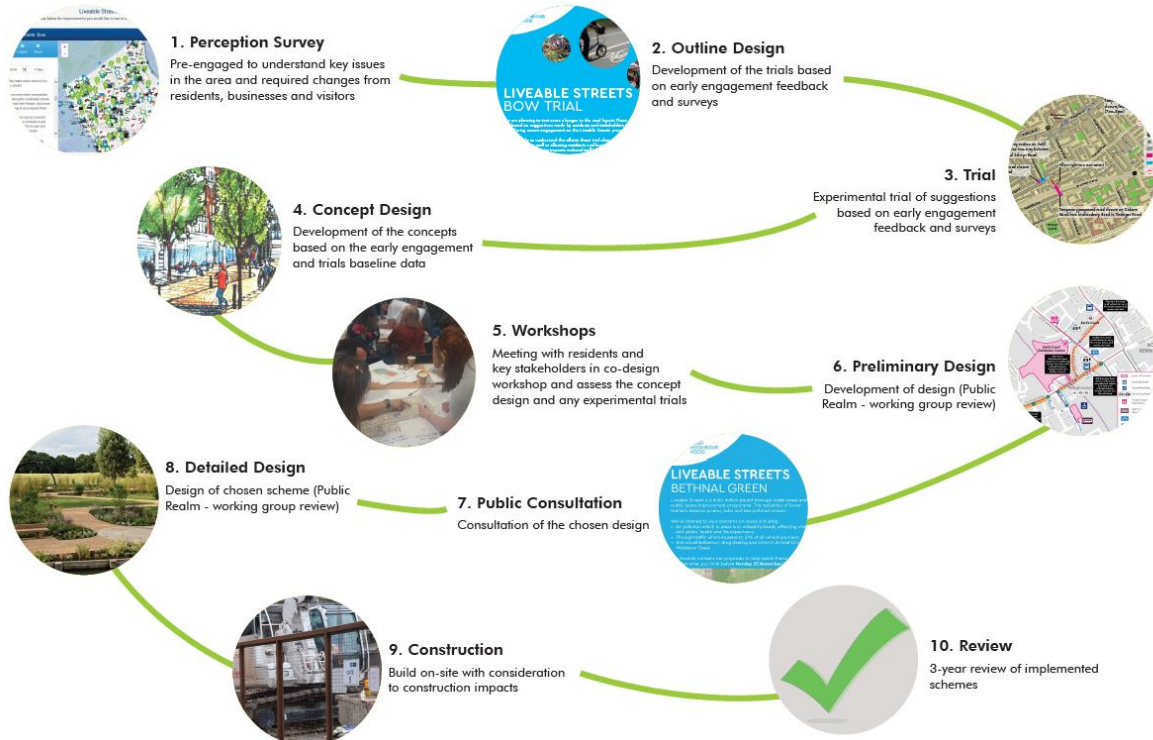 Liveable Street
1. Perception Survey
Pre-engaged to understand key issues
in the area and required changes from
residents, businesses and visitors
LIVEABLE STREETS
BOW TRIAL
2. Outline Design
Development of the trials based
on early engagement feedback
and surveys
3. Trial
Experimental trial of suggestions
based on early engagement
feedback and surveys
4. Concept Design
Development of the concepts
based on the early engagement
and trials baseline data
5. Workshops
Meeting with residents and
key stakeholders in co-design
workshop and assess the concept
design and any experimental trials
6. Preliminary Design
Development of design (Public
Realm - working group review)
LIVEABLE STREETS
BETHNAL GREEN
7. Public Consultation
Consultation of the chosen design
8. Detailed Design
Design of chosen scheme (Public
Realm - working group review)
9. Construction
Build on-site with consideration
to construction impacts
10. Review
3-year review of implemented
schemes